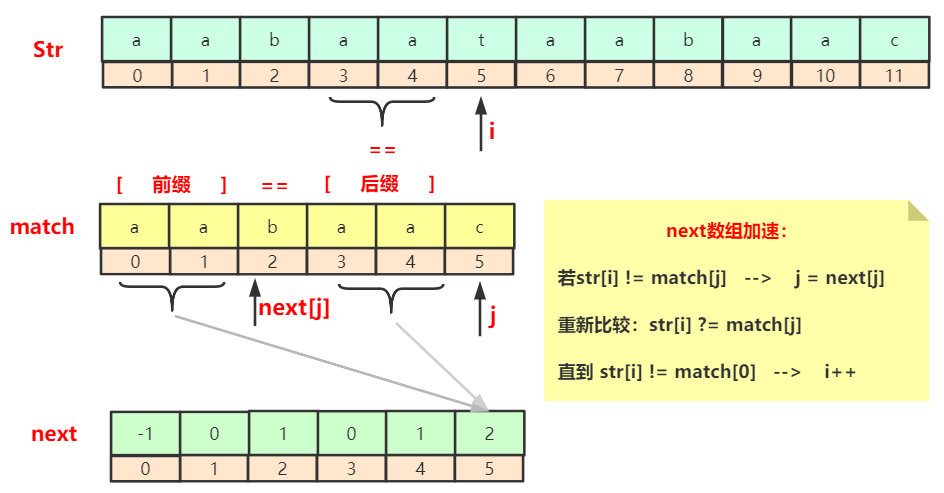 Str a a b a a t a a b a a c
0 1 2 3 4 5 6 7 8 9 10 11
i
==
[ 前缀 ] == [ 后缀 ]
match a a b a a c
0 1 2 3 4 5
next[j]
j
next数组加速：
若str[i] != match[j] --> j = next[j]
重新比较：str[i] ?= match[j]
直到 str[i] != match[0] --> i++
next -1 0 1 0 1 2
0 1 2 3 4 5